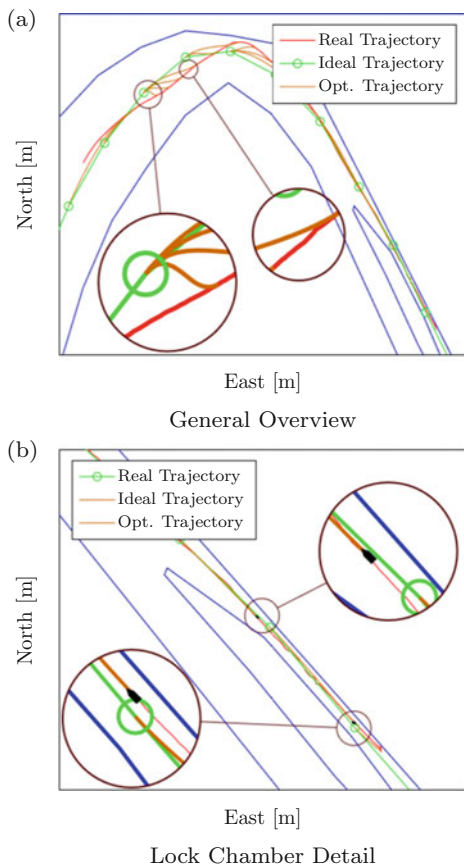 (a)
Real Trajectory
Ideal Trajectory
Opt. Trajectory
North [m]
East [m]
General Overview
(b)
Real Trajectory
Ideal Trajectory
Opt. Trajectory
North [m]
East [m]
Lock Chamber Detail